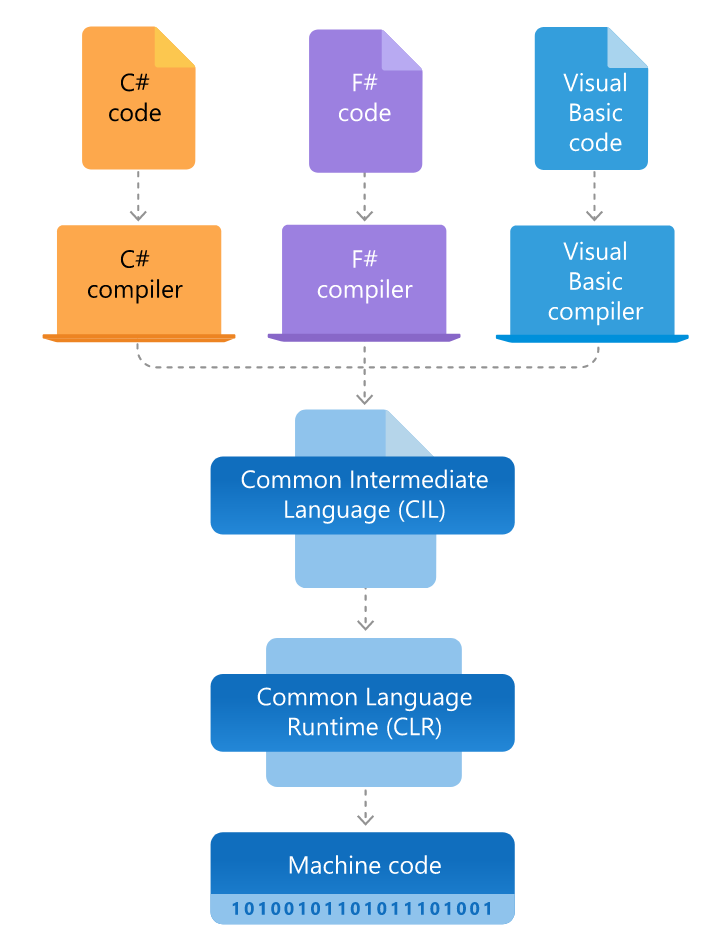 C#
code
F#
code
Visual
Basic
code
C#
compiler
F#
compiler
Visual
Basic
compiler
Common Intermediate
Language (CIL)
Common Language
Runtime (CLR)
Machine code
101001011010111101001